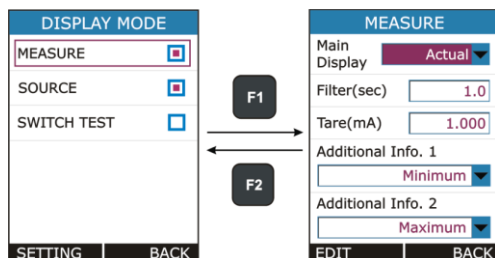 DISPLAY MODE
MEASURE
SOURCE
SWITCH TEST
SETTING BACK
F1
F2
MEASURE
Main Display Actual
Filter(sec) 1.0
Tare(mA) 1.000
Additional Info. 1
Minimum
Additional Info. 2
Maximum
EDIT BACK